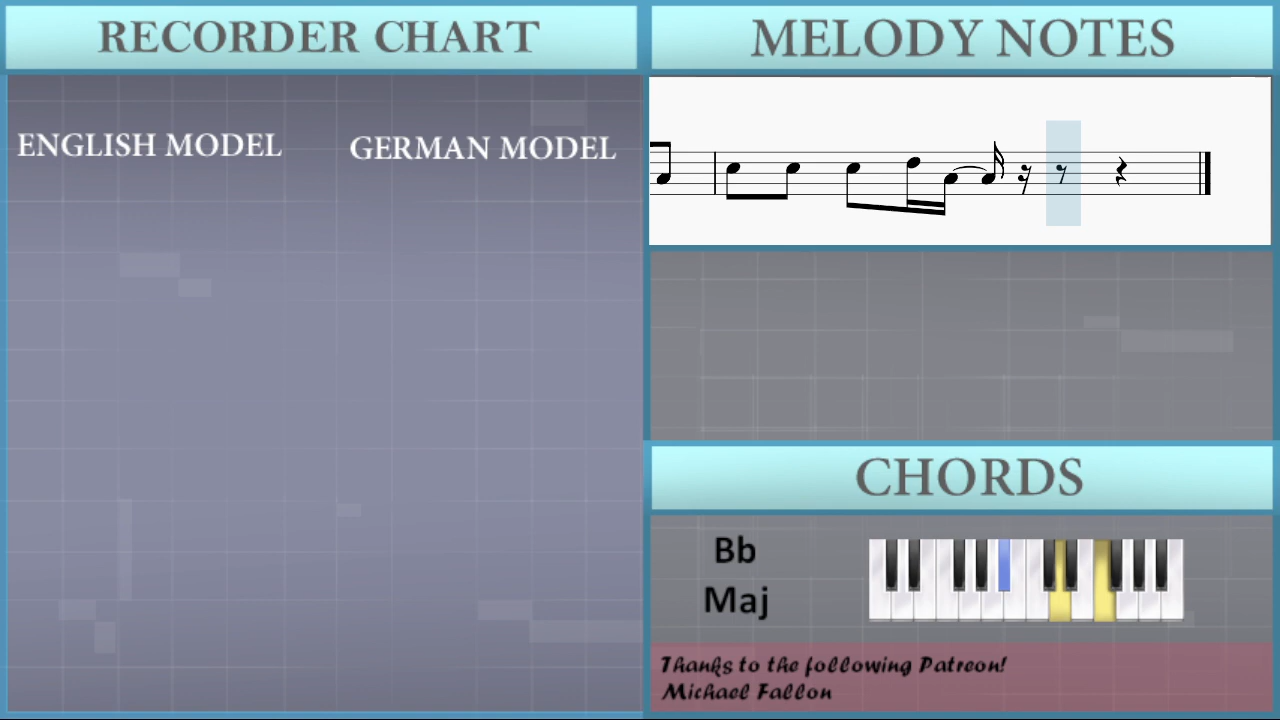 RECORDER CHART
ENGLISH MODEL
GERMAN MODEL
MELODY NOTES
CHORDS
Bb
Maj
Thanks to the following Patreon!
Michael Fallon